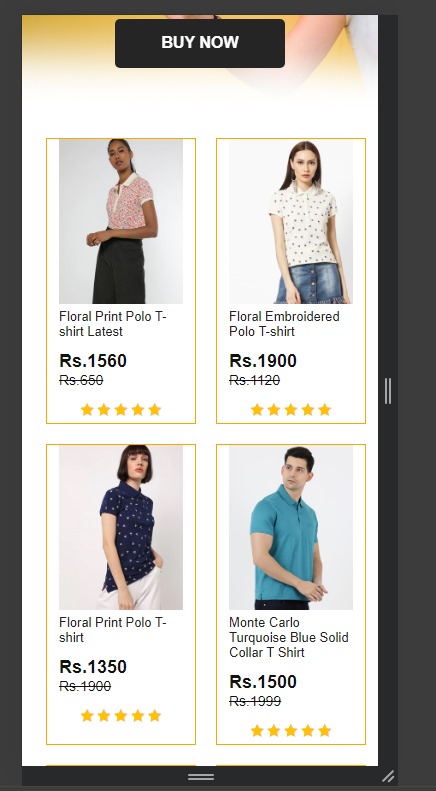 BUY NOW
Floral Print Polo T-
shirt Latest
Rs.1560
Rs.650
Floral Embroidered
Polo T-shirt
Rs.1900
Rs.1120
Floral Print Polo T-
shirt
Rs.1350
Rs.1900
Monte Carlo
Turquoise Blue Solid
Collar T Shirt
Rs.1500
Rs.1999